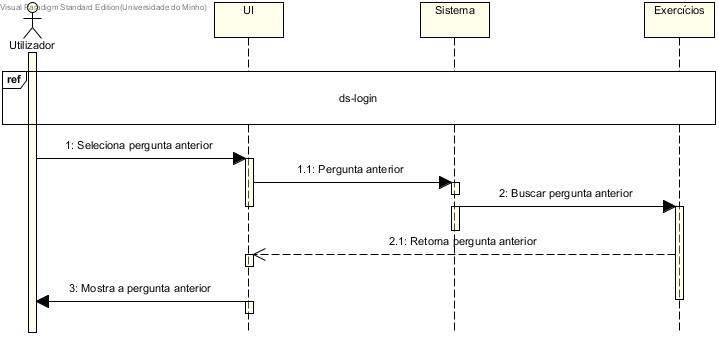 Visual Paradigm Standard Edition(Universidade do Minho)
UI
Sistema
Exercícios
Utilizador
ref
ds-login
1: Seleciona pergunta anterior
1.1: Pergunta anterior
2: Buscar pergunta anterior
2.1: Retorna pergunta anterior
3: Mostra a pergunta anterior